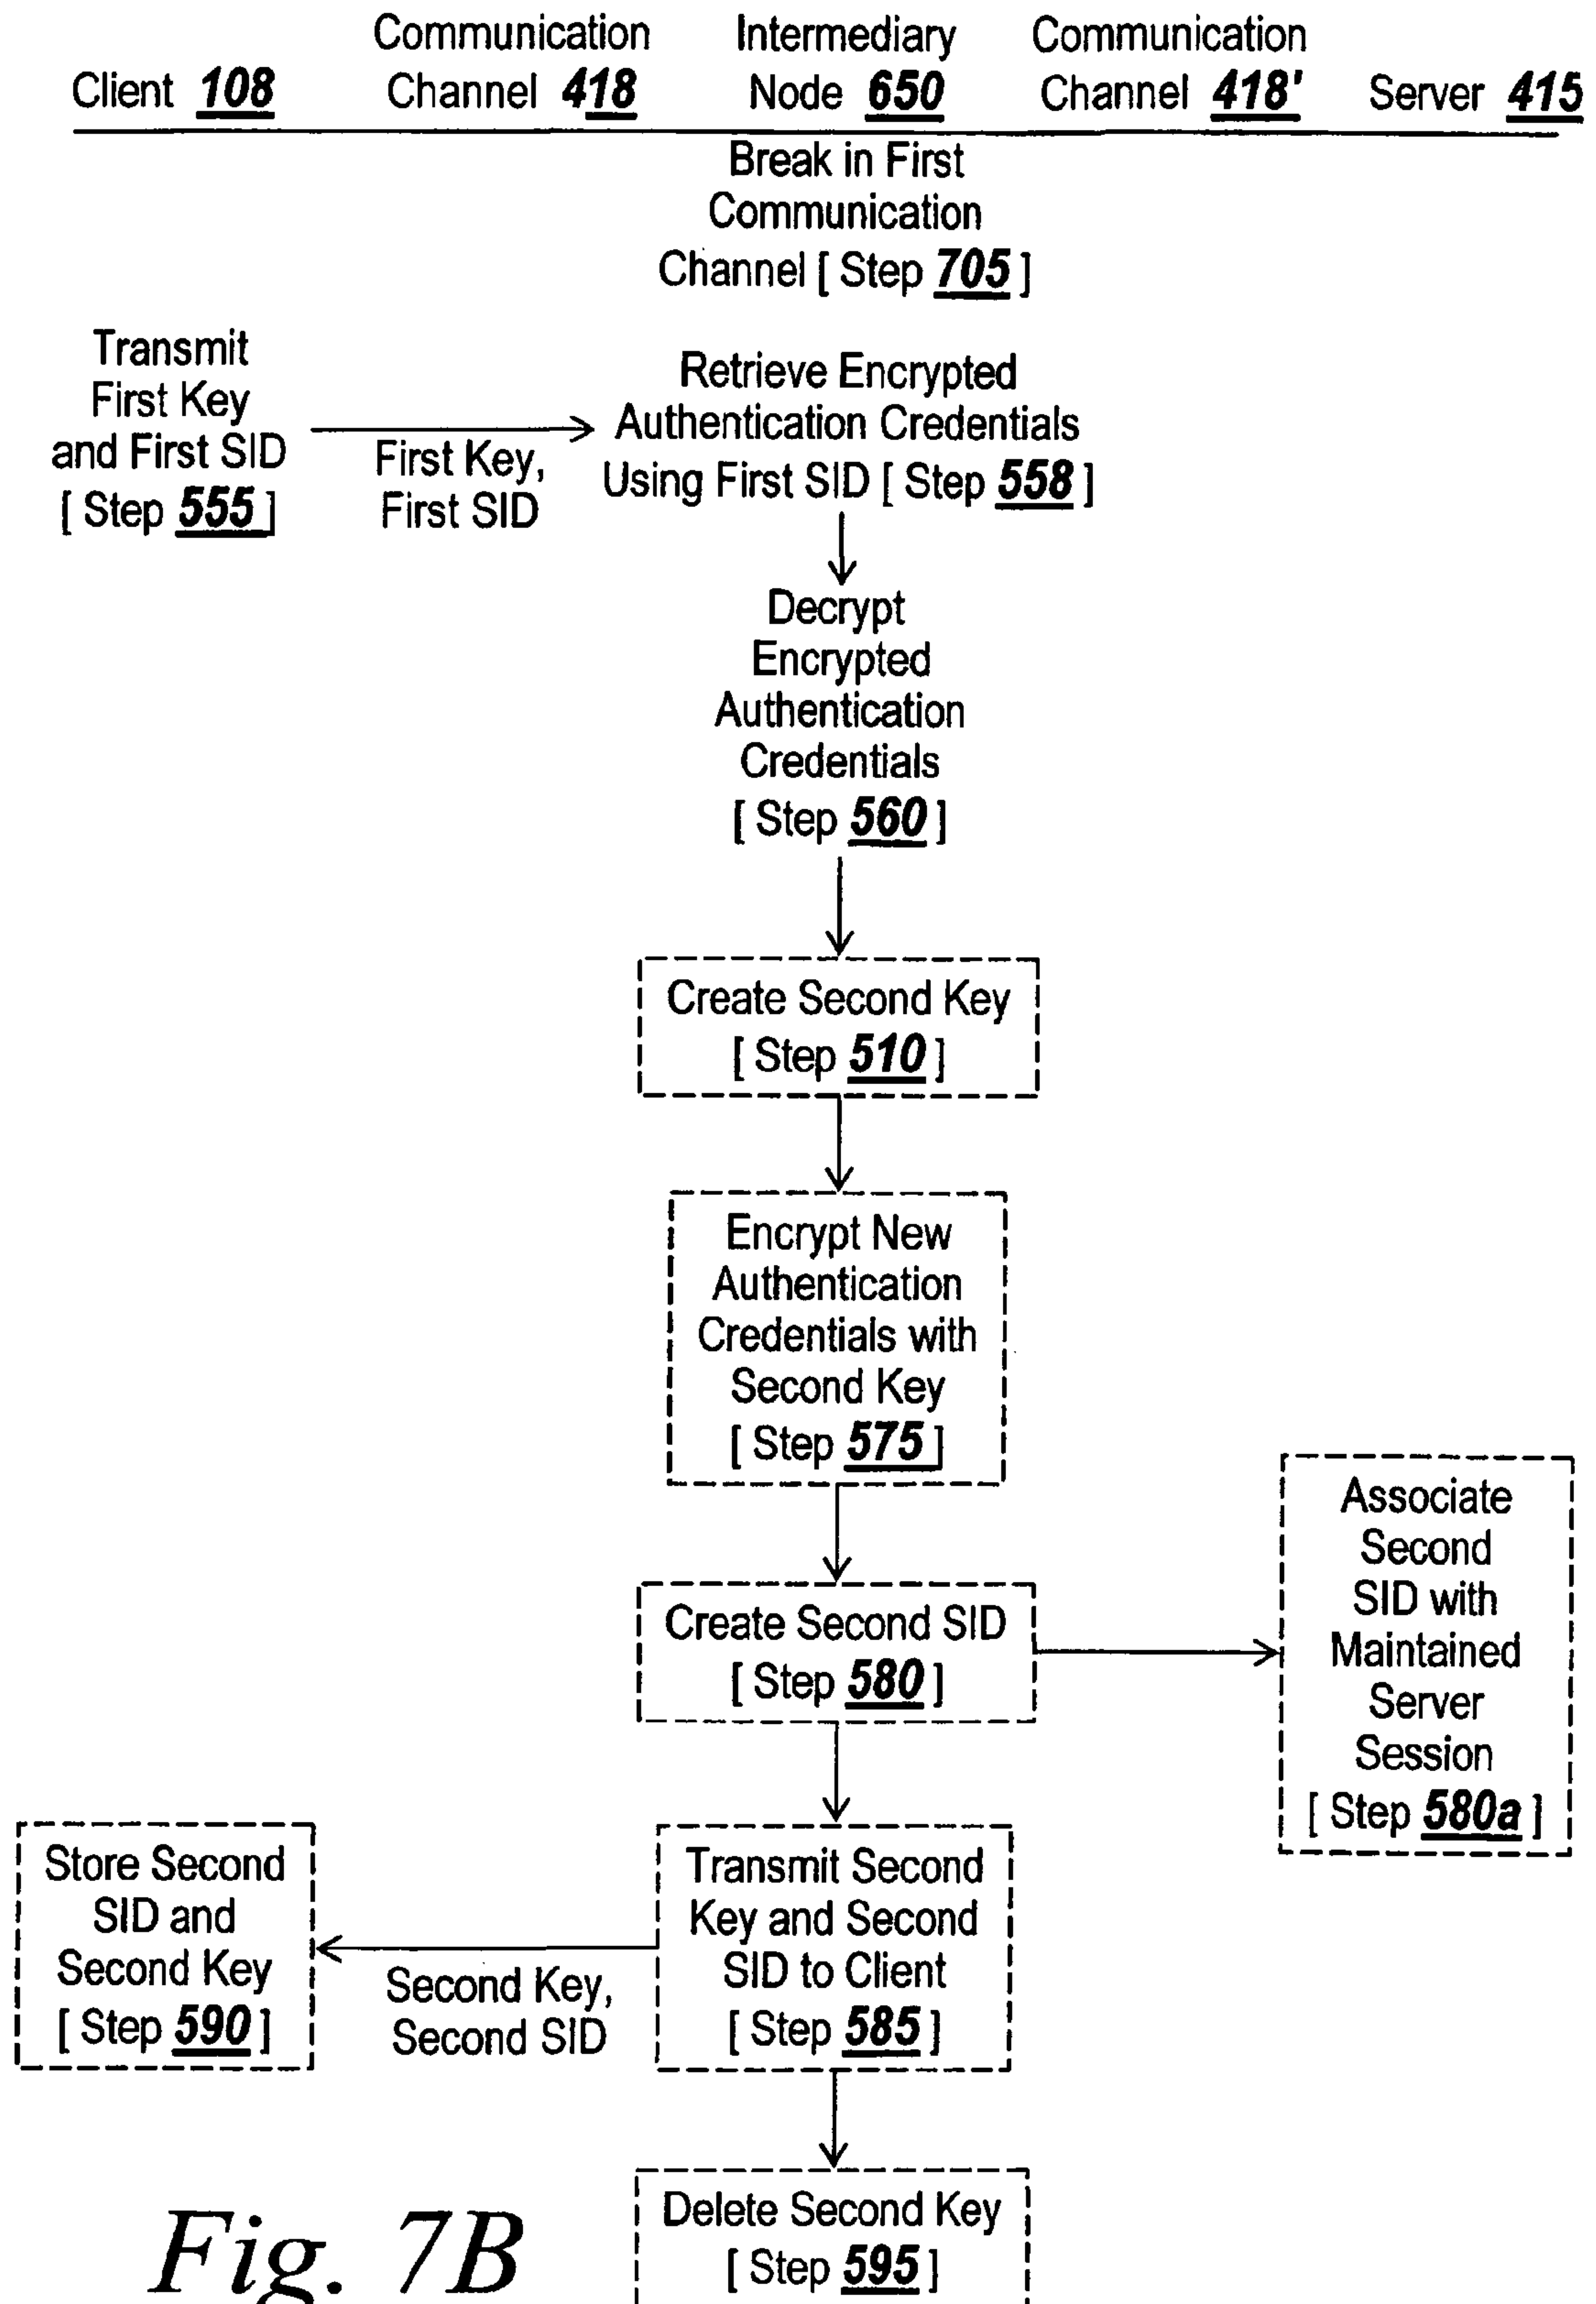 Client 108
Communication
Channel 418
Intermediary
Node 650
Communication
Channel 418'
Server 415
Break in First
Communication
Channel [ Step 705 ]
Transmit
First Key
and First SID
[ Step 555 ]
First Key,
First SID
Retrieve Encrypted
Authentication Credentials
Using First SID [ Step 558 ]
Decrypt
Encrypted
Authentication
Credentials
[ Step 560 ]
Create Second Key
[ Step 510 ]
Encrypt New
Authentication
Credentials with
Second Key
[ Step 575 ]
Create Second SID
[ Step 580 ]
Associate
Second
SID with
Maintained
Server
Session
[ Step 580a ]
Transmit Second
Key and Second
SID to Client
[ Step 585 ]
Second Key,
Second SID
Store Second
SID and
Second Key
[ Step 590 ]
Delete Second Key
[ Step 595 ]
Fig. 7B